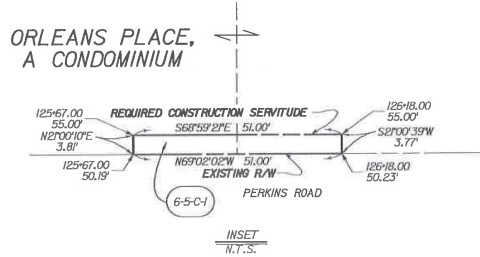 ORLEANS PLACE,
A CONDOMINIUM
125+67.00
55.00'
REQUIRED CONSTRUCTION SERVITUDE
126+18.00
55.00'
N21°00'10"E
3.81'
S68°59'21"E 51.00'
S21°00'39"W
3.77'
125+67.00
50.19'
N69°02'02"W 51.00'
EXISTING R/W
126+18.00
50.23'
PERKINS ROAD
6-5-C-1
INSET
N.T.S.